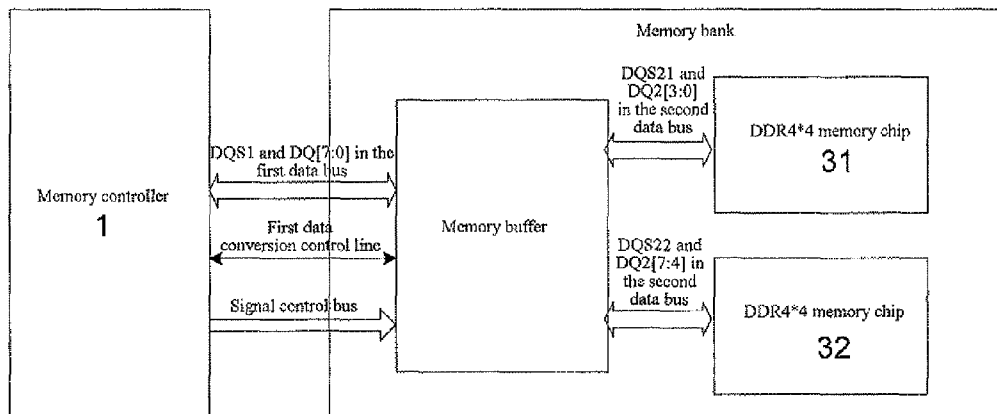 Memory bank
DQS21 and
DQ2[3:0]
in the second
data bus
DDR4*4 memory chip
31
DQS1 and DQ[7:0] in the
first data bus
Memory controller
1
First data
conversion control line
Memory buffer
Signal control bus
DQS22 and
DQ2[7:4] in
the second
data bus
DDR4*4 memory chip
32